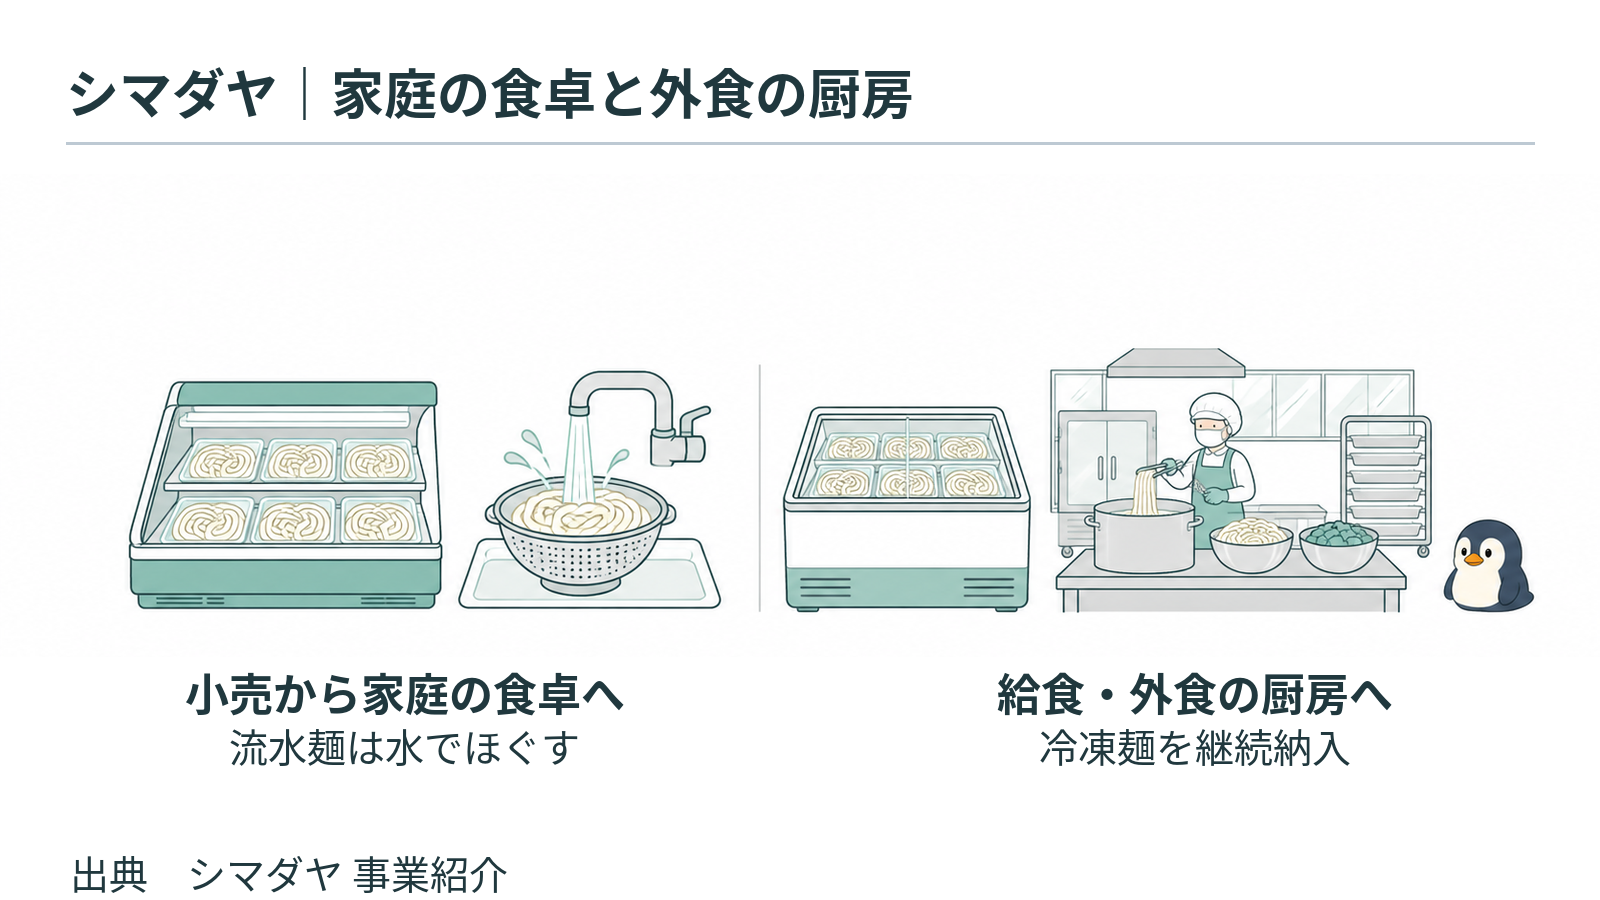 シマダヤ｜家庭の食卓と外食の厨房
小売から家庭の食卓へ
流水麺は水でほぐす
給食・外食の厨房へ
冷凍麺を継続納入
出典　シマダヤ 事業紹介